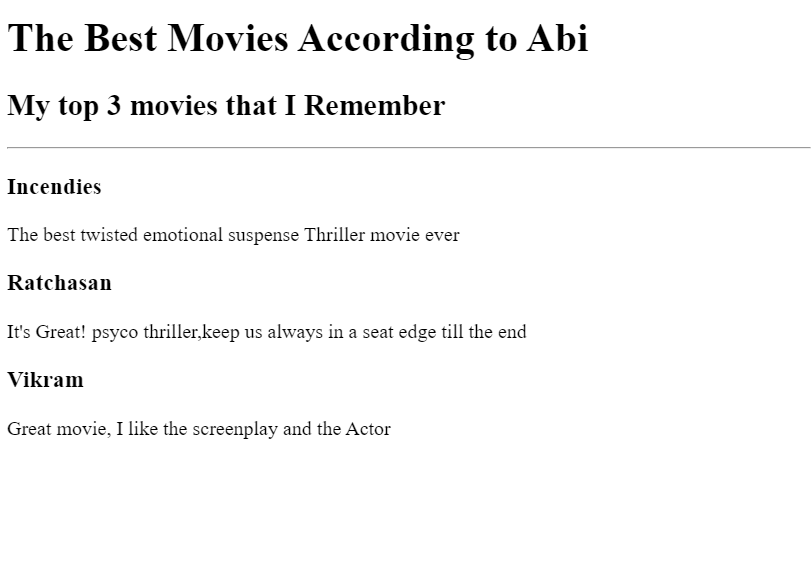 The Best Movies According to Abi
My top 3 movies that I Remember
Incendies
The best twisted emotional suspense Thriller movie ever
Ratchasan
It's Great! psyco thriller,keep us always in a seat edge till the end
Vikram
Great movie, I like the screenplay and the Actor